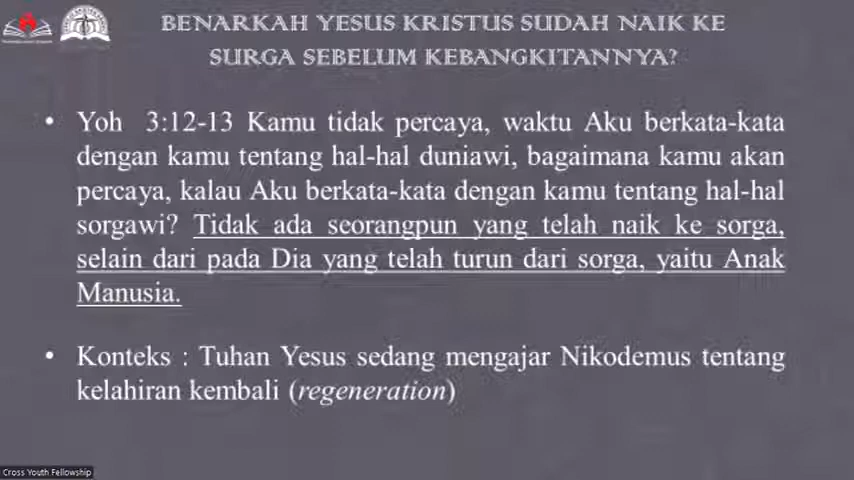 BENARKAH YESUS KRISTUS SUDAH NAIK KE
SURGA SEBELUM KEBANGKITANNYA?
• Yoh 3:12-13 Kamu tidak percaya, waktu Aku berkata-kata
dengan kamu tentang hal-hal duniawi, bagaimana kamu akan
percaya, kalau Aku berkata-kata dengan kamu tentang hal-hal
sorgawi? Tidak ada seorangpun yang telah naik ke sorga,
selain dari pada Dia yang telah turun dari sorga, yaitu Anak
Manusia.
• Konteks : Tuhan Yesus sedang mengajar Nikodemus tentang
kelahiran kembali (regeneration)
Cross Youth Fellowship